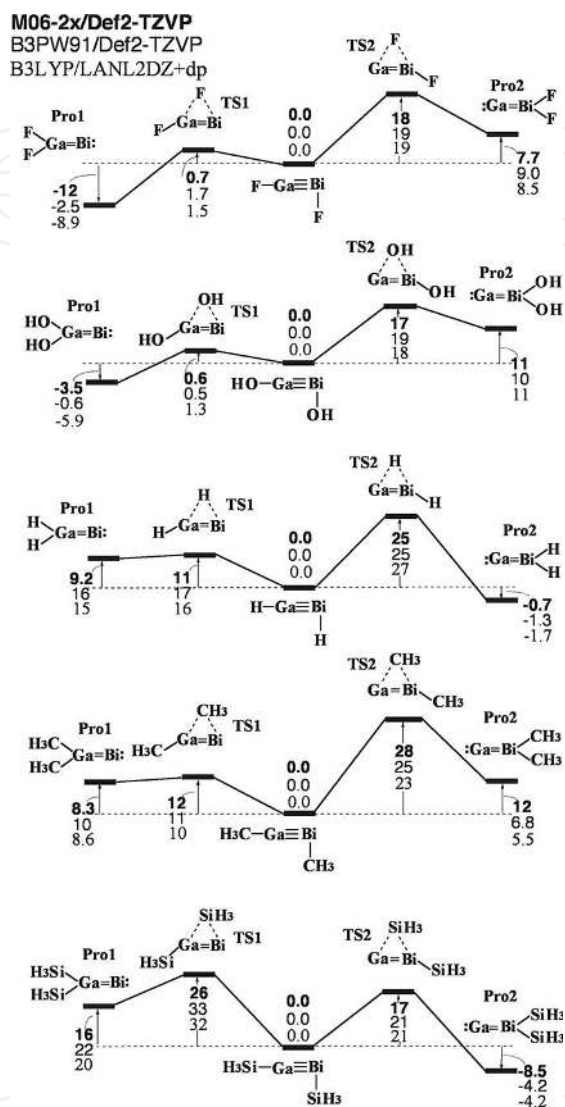 M06-2x/Def2-TZVP
B3PW91/Def2-TZVP
B3LYP/LANL2DZ+dp
Pro1
F
F
Ga=Bi:
-12
-2.5
-8.9
F
F
Ga=Bi
TS1
0.7
1.7
1.5
0.0
0.0
0.0
F-Ga≡Bi
F
TS2
F
Ga=Bi
F
18
19
19
Pro2
:Ga=Bi
F
F
7.7
9.0
8.5
Pro1
HO
HO
Ga=Bi:
-3.5
-0.6
-5.9
OH
HO
Ga=Bi
TS1
0.6
0.5
1.3
0.0
0.0
0.0
HO-Ga≡Bi
OH
TS2
OH
Ga=Bi
OH
17
19
18
Pro2
:Ga=Bi
OH
OH
11
10
11
Pro1
H
H
Ga=Bi:
9.2
16
15
H
H
Ga=Bi
TS1
11
17
16
0.0
0.0
0.0
H-Ga≡Bi
H
TS2
H
Ga=Bi
H
25
25
27
Pro2
:Ga=Bi
H
H
-0.7
-1.3
-1.7
Pro1
H3C
H3C
Ga=Bi:
8.3
10
8.6
CH3
H3C
Ga=Bi
TS1
12
11
10
0.0
0.0
0.0
H3C-Ga≡Bi
CH3
TS2
CH3
Ga=Bi
CH3
28
25
23
Pro2
:Ga=Bi
CH3
CH3
12
6.8
5.5
Pro1
H3Si
H3Si
Ga=Bi:
16
22
20
SiH3
H3Si
Ga=Bi
TS1
26
33
32
0.0
0.0
0.0
H3Si-Ga≡Bi
SiH3
TS2
SiH3
Ga=Bi
SiH3
17
21
21
Pro2
:Ga=Bi
SiH3
SiH3
-8.5
-4.2
-4.2